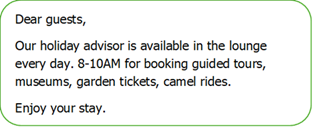 Dear guests,
Our holiday advisor is available in the lounge
every day. 8-10AM for booking guided tours,
museums, garden tickets, camel rides.
Enjoy your stay.